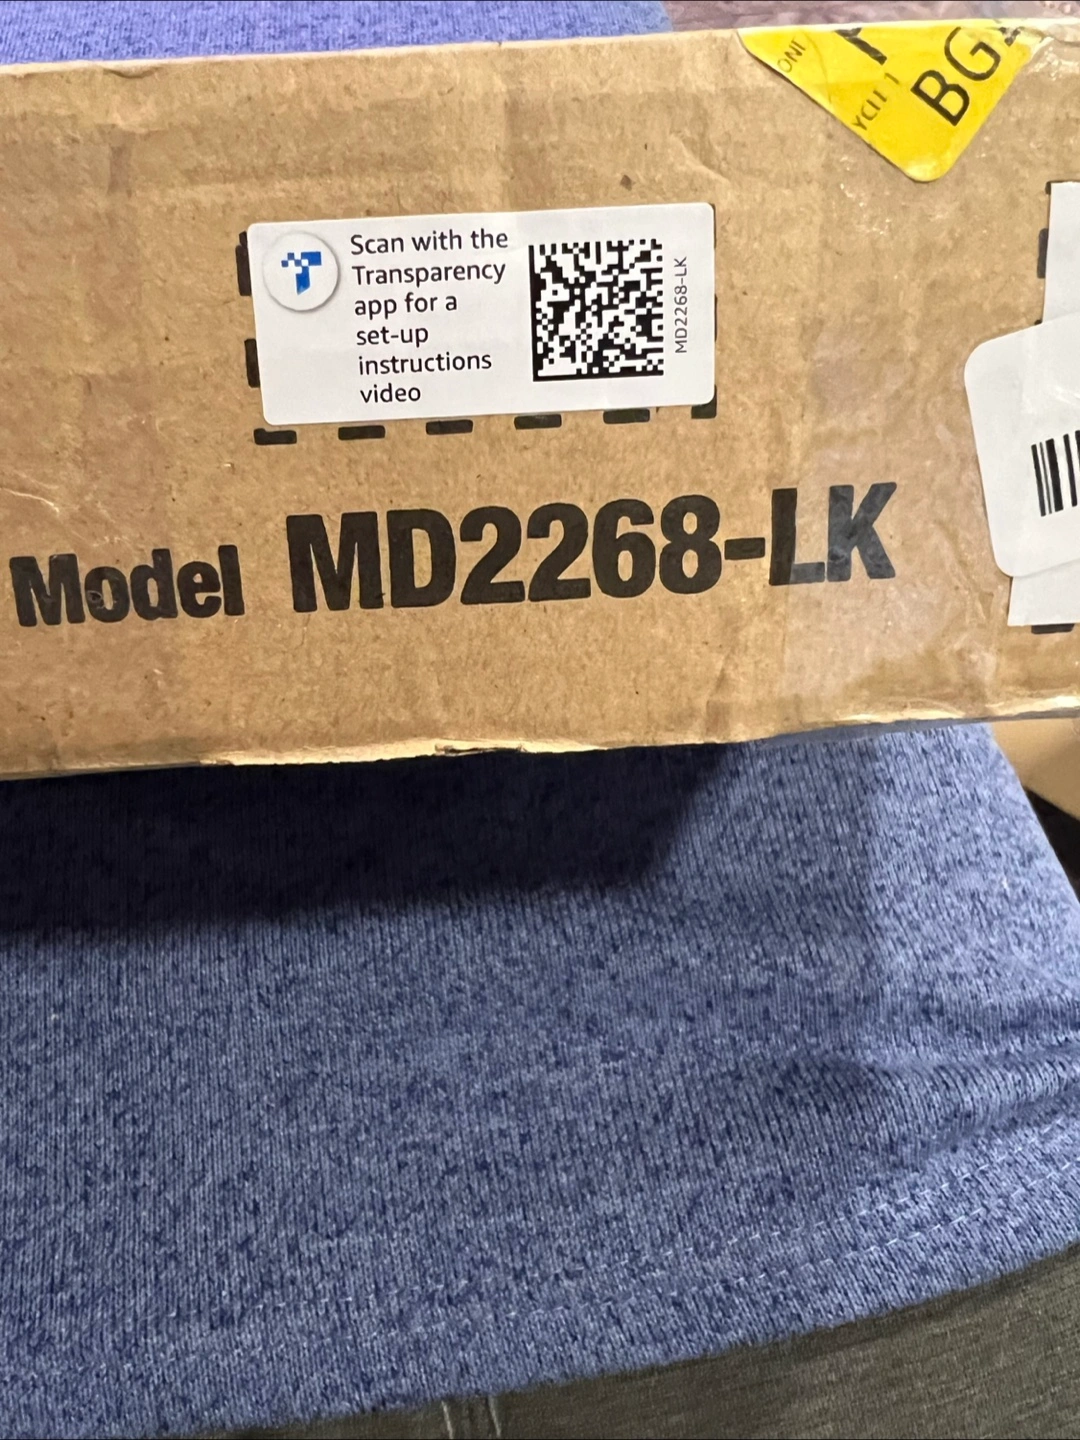 BG
Scan with the
Transparency
app for a
set-up
instructions
video
MD2268-LK
Model MD2268-LK